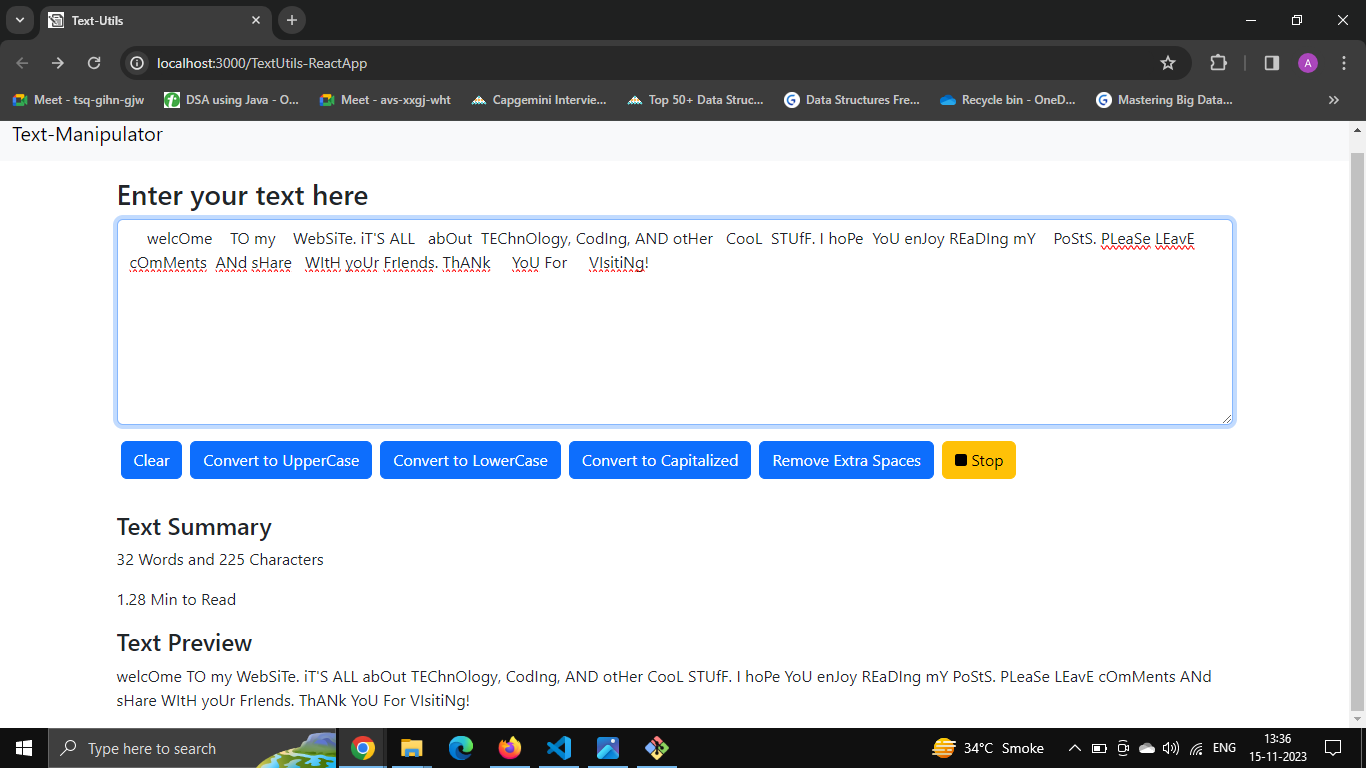 Text-Utils
localhost:3000/TextUtils-ReactApp
A
Meet - tsq-gihn-gjw DSA using Java - O... Meet - avs-xxgj-wht Capgemini Intervie... Top 50+ Data Struc... Data Structures Fre... Recycle bin - OneD... Mastering Big Data...
Text-Manipulator
Enter your text here
welcOme    TO my    WebSiTe. iT'S ALL   abOut  TEChnOlogy, CodIng, AND otHer   CooL  STUfF. I hoPe  YoU enJoy REaDIng mY    PoStS. PLeaSe LEavE
cOmMents  ANd sHare   WItH yoUr FrIends. ThANk     YoU For     VIsitiNg!
Clear Convert to UpperCase Convert to LowerCase Convert to Capitalized Remove Extra Spaces Stop
Text Summary
32 Words and 225 Characters
1.28 Min to Read
Text Preview
welcOme TO my WebSiTe. iT'S ALL abOut TEChnOlogy, CodIng, AND otHer CooL STUfF. I hoPe YoU enJoy REaDIng mY PoStS. PLeaSe LEavE cOmMents ANd
sHare WItH yoUr FrIends. ThANk YoU For VIsitiNg!
Type here to search
34°C Smoke
ENG
13:36
15-11-2023